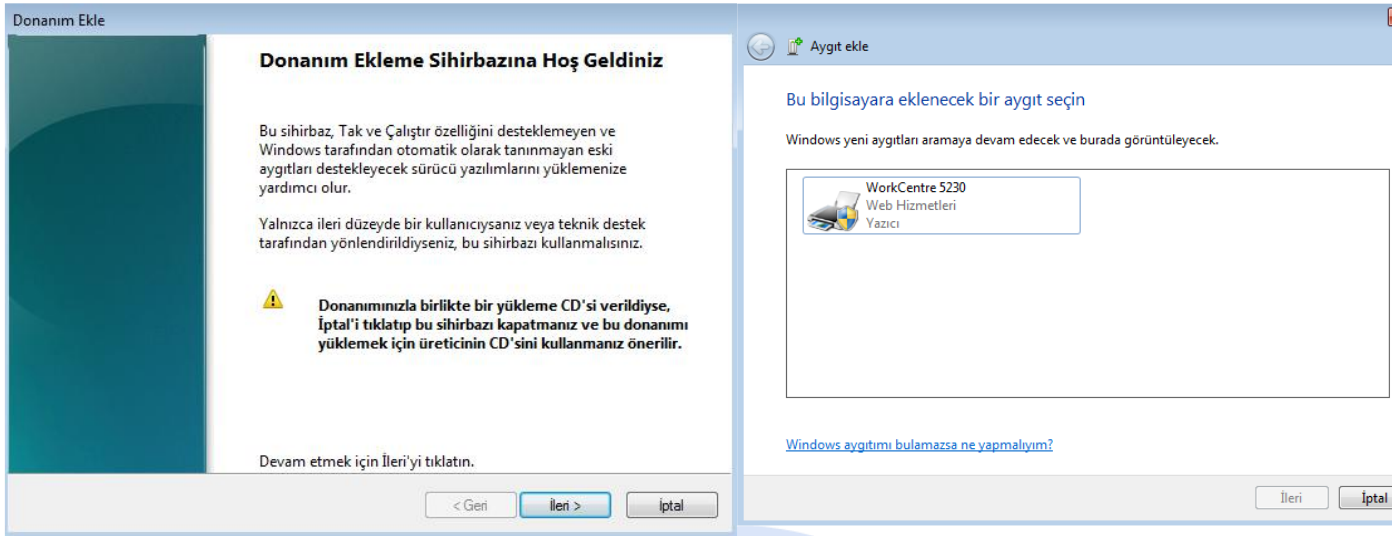 Donanım Ekle
Donanım Ekleme Sihirbazına Hoş Geldiniz
Bu sihirbaz, Tak ve Çalıştır özelliğini desteklemeyen ve
Windows tarafından otomatik olarak tanınmayan eski
aygıtları destekleyecek sürücü yazılımlarını yüklemenize
yardımcı olur.
Yalnızca ileri düzeyde bir kullanıcıysanız veya teknik destek
tarafından yönlendirildiyseniz, bu sihirbazı kullanmalısınız.
Donanımınızla birlikte bir yükleme CD'si verildiyse,
İptal'i tıklatıp bu sihirbazı kapatmanız ve bu donanımı
yüklemek için üreticinin CD'sini kullanmanız önerilir.
Devam etmek için İleri'yi tıklatın.
< Geri İleri > İptal
Aygıt ekle
Bu bilgisayara eklenecek bir aygıt seçin
Windows yeni aygıtları aramaya devam edecek ve burada görüntüleyecek.
WorkCentre 5230
Web Hizmetleri
Yazıcı
Windows aygıtımı bulamazsa ne yapmalıyım?
İleri İptal